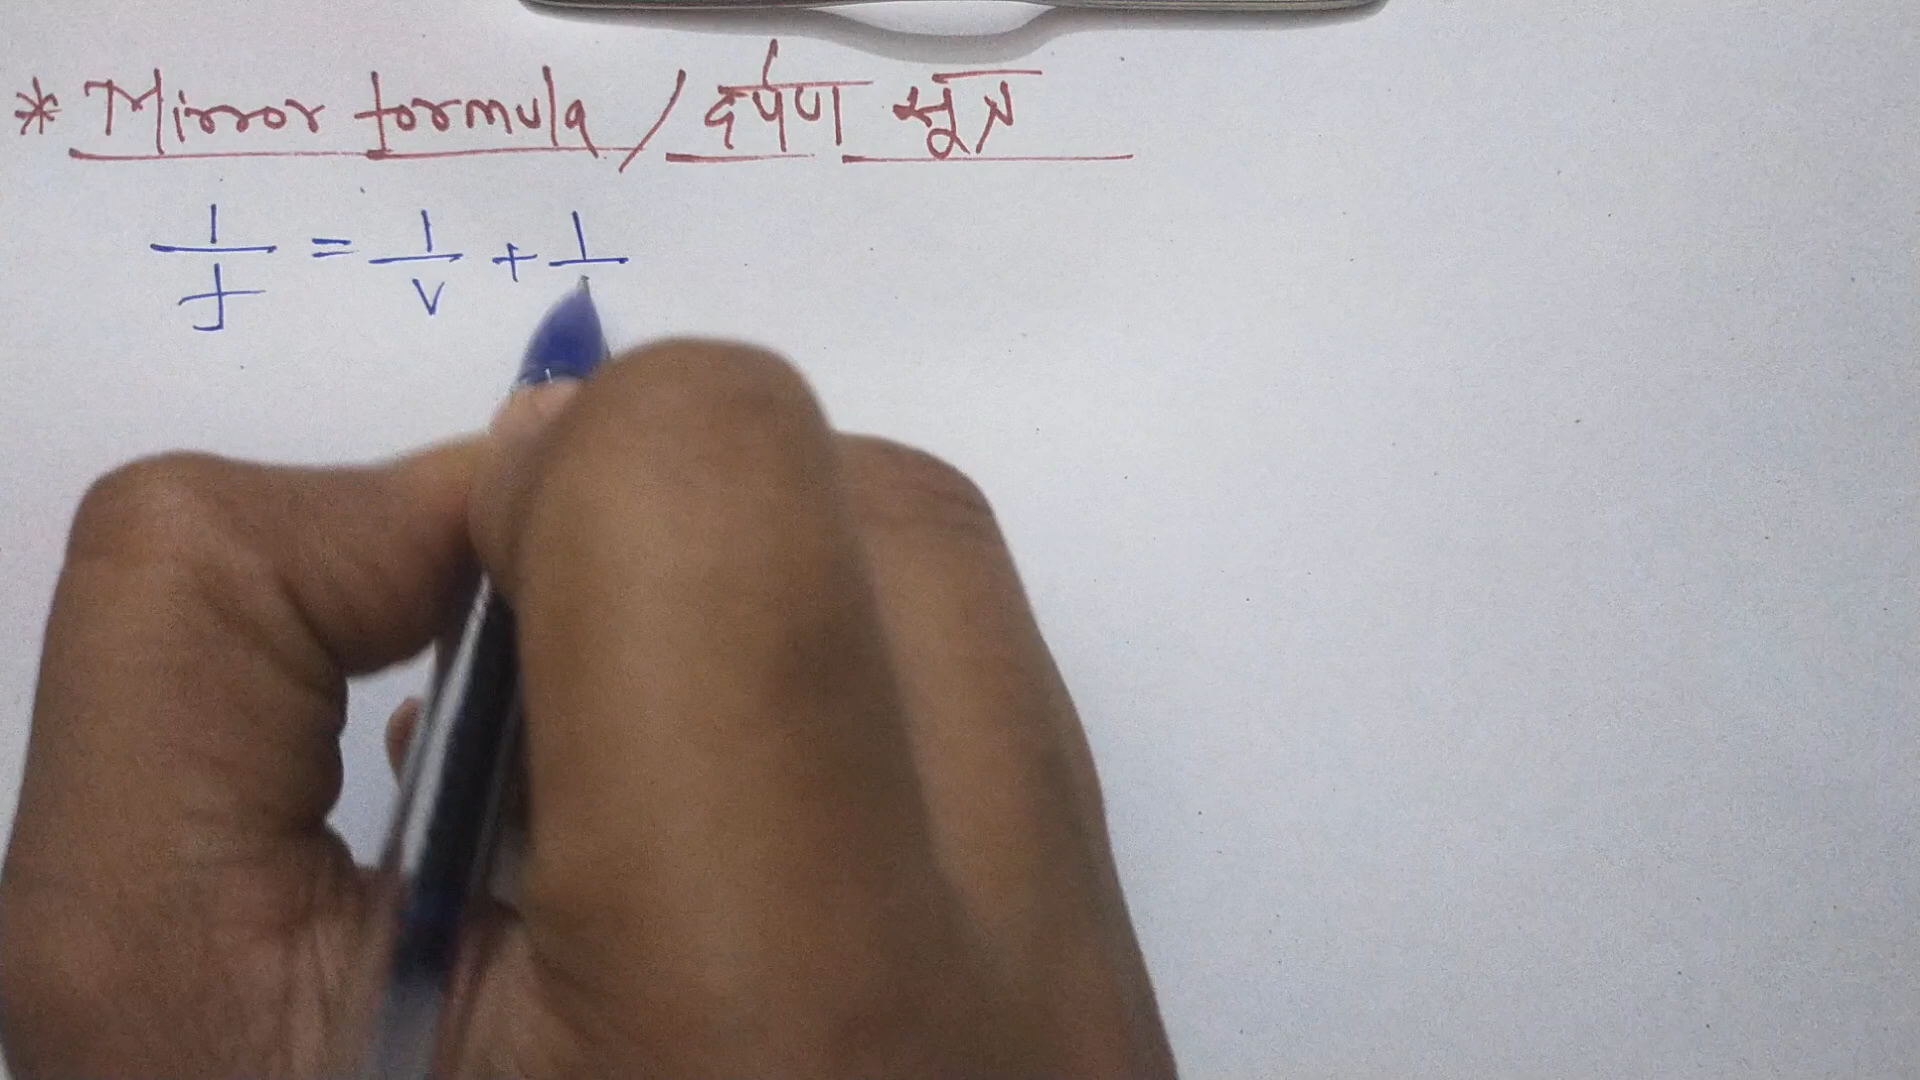 * Mirror formula / दर्पण सूत्र
1/f = 1/v + 1/